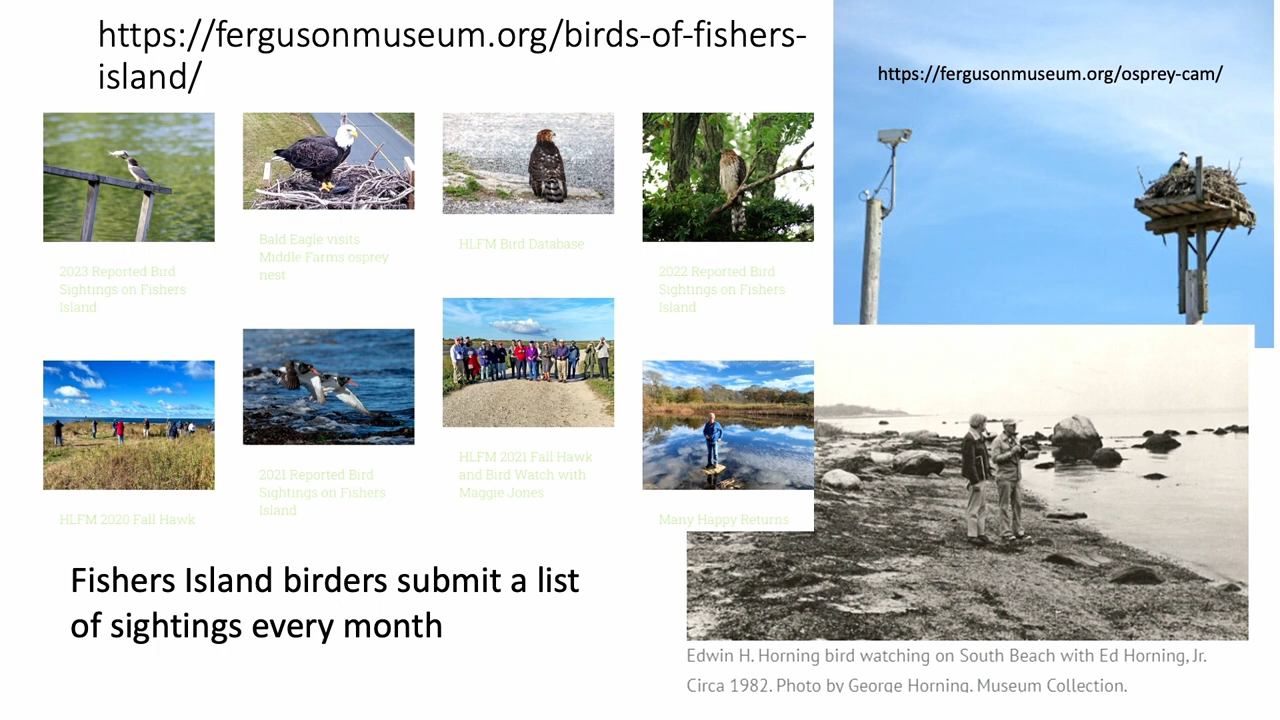 https://fergusonmuseum.org/birds-of-fishers-
island/
https://fergusonmuseum.org/osprey-cam/
2023 Reported Bird
Sightings on Fishers
Island
Bald Eagle visits
Middle Farms osprey
nest
HLFM Bird Database
2022 Reported Bird
Sightings on Fishers
Island
HLFM 2020 Fall Hawk
2021 Reported Bird
Sightings on Fishers
Island
HLFM 2021 Fall Hawk
and Bird Watch with
Maggie Jones
Many Happy Returns
Fishers Island birders submit a list
of sightings every month
Edwin H. Horning bird watching on South Beach with Ed Horning, Jr.
Circa 1982. Photo by George Horning. Museum Collection.